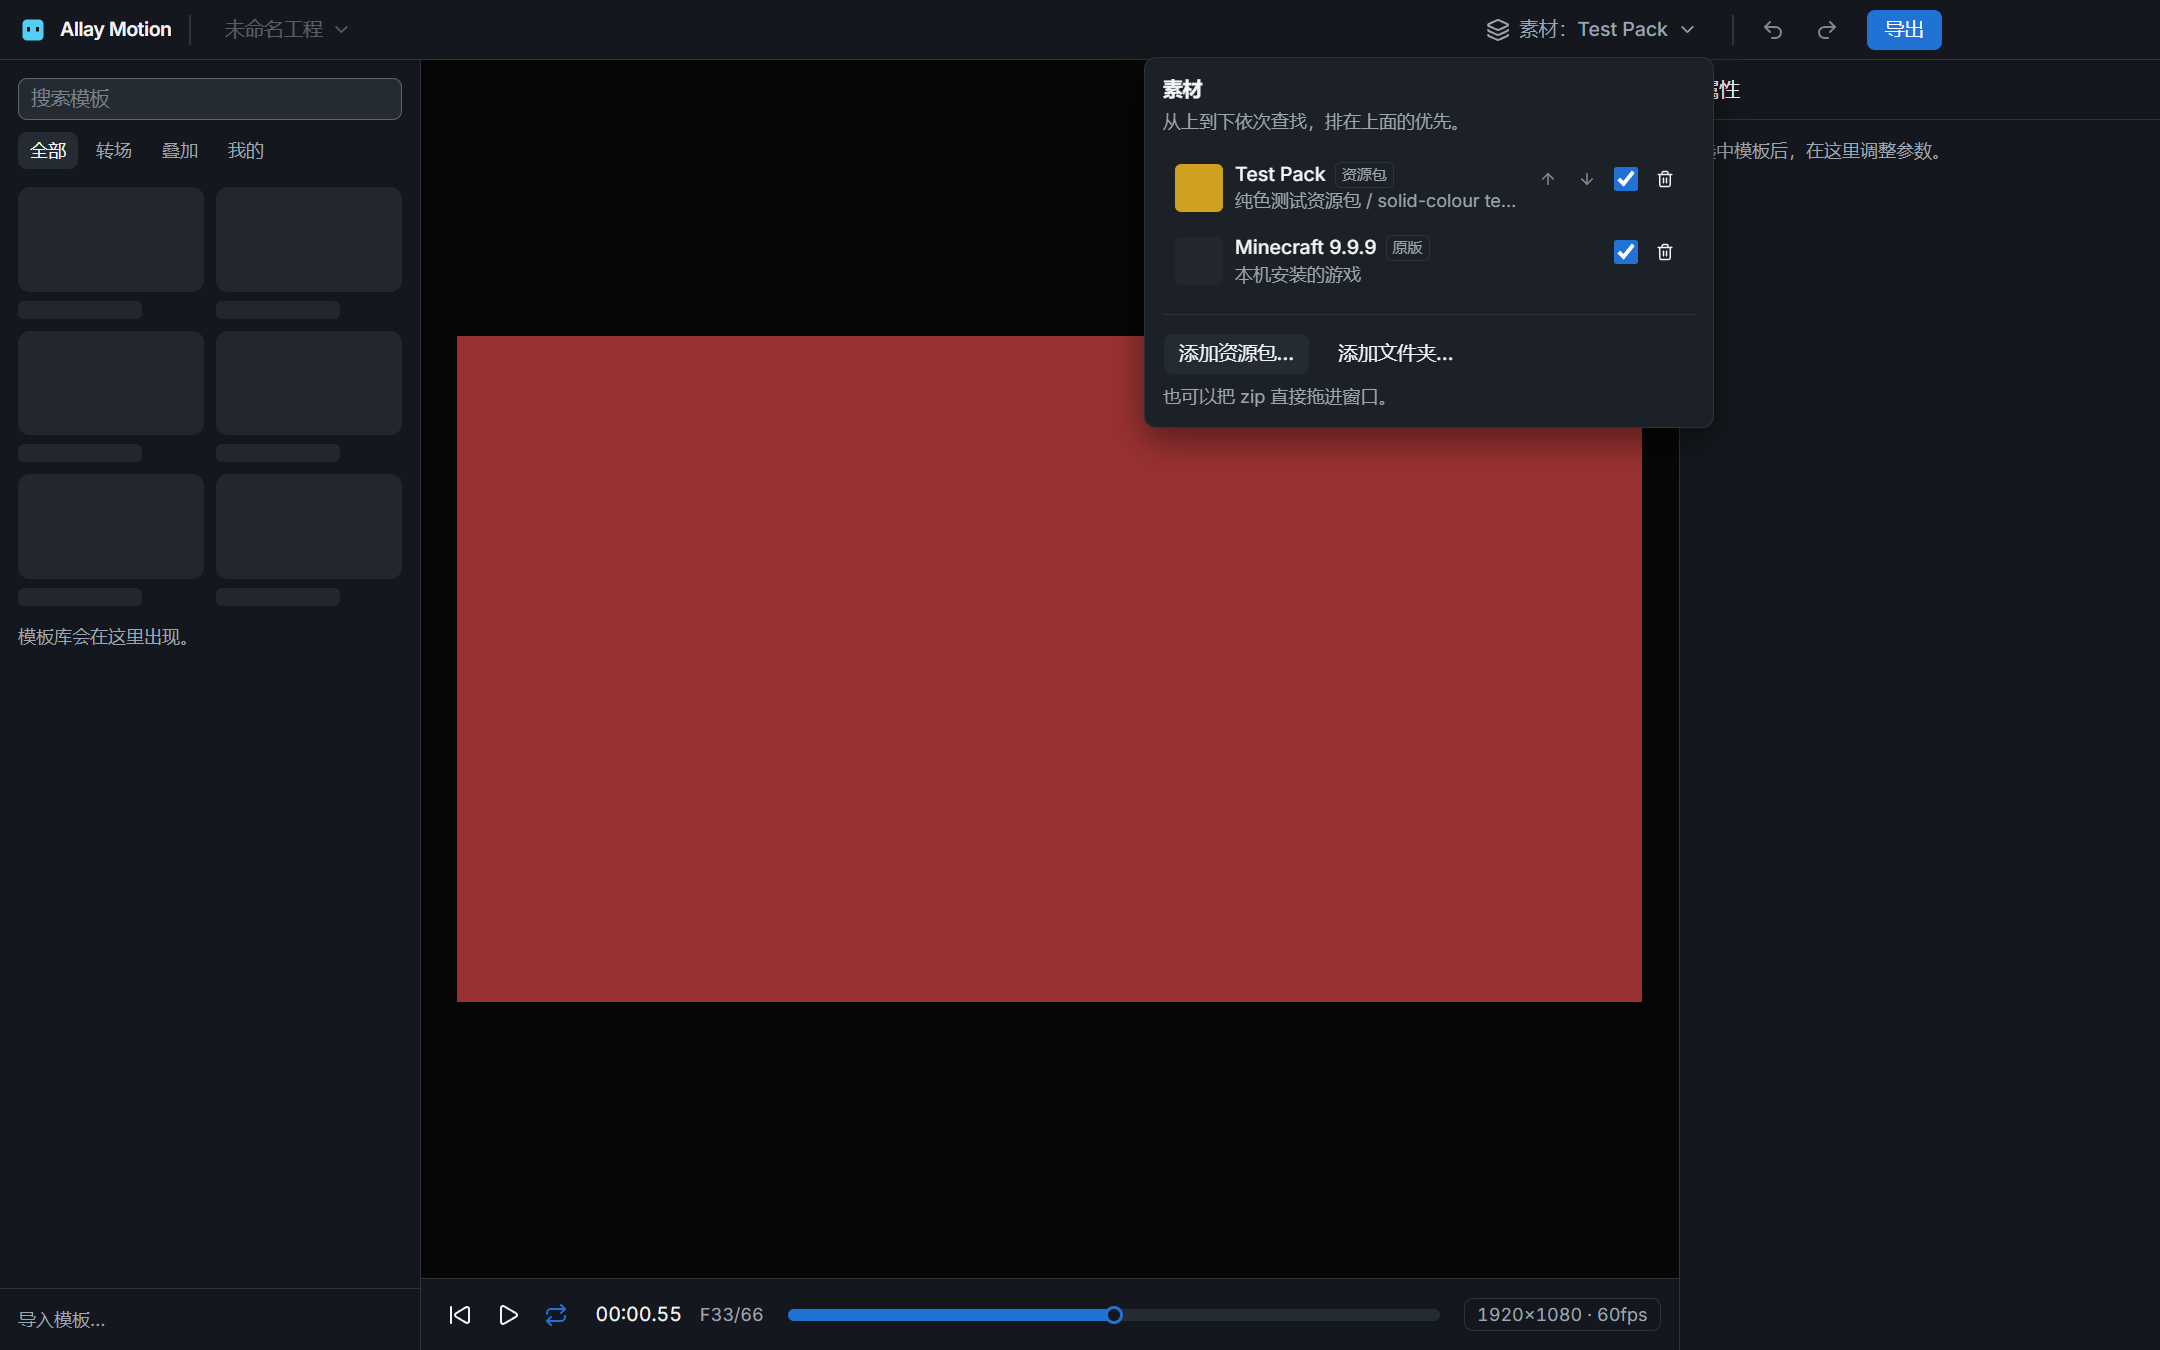 Allay Motion
未命名工程
素材：Test Pack
导出
搜索模板
全部
转场
叠加
我的
模板库会在这里出现。
导入模板...
素材
从上到下依次查找，排在上面的优先。
Test Pack 资源包
纯色测试资源包 / solid-colour te...
Minecraft 9.9.9 原版
本机安装的游戏
添加资源包...
添加文件夹...
也可以把 zip 直接拖进窗口。
性
中模板后，在这里调整参数。
00:00.55
F33/66
1920×1080 · 60fps